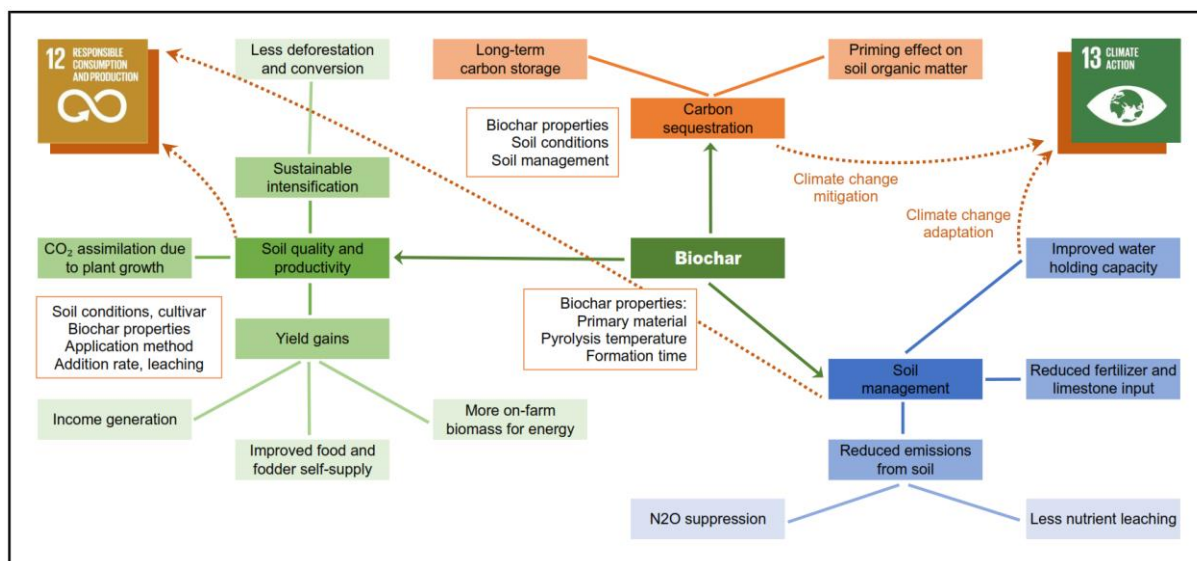 12 RESPONSIBLE
CONSUMPTION
AND PRODUCTION
Less deforestation
and conversion
Long-term
carbon storage
Priming effect on
soil organic matter
13 CLIMATE
ACTION
Carbon
sequestration
Biochar properties
Soil conditions
Soil management
Sustainable
intensification
Climate change
mitigation
Climate change
adaptation
CO₂ assimilation due
to plant growth
Soil quality and
productivity
Biochar
Improved water
holding capacity
Soil conditions, cultivar
Biochar properties
Application method
Addition rate, leaching
Yield gains
Biochar properties:
Primary material
Pyrolysis temperature
Formation time
Soil
management
Reduced fertilizer and
limestone input
Income generation
Improved food and
fodder self-supply
More on-farm
biomass for energy
Reduced emissions
from soil
N2O suppression
Less nutrient leaching